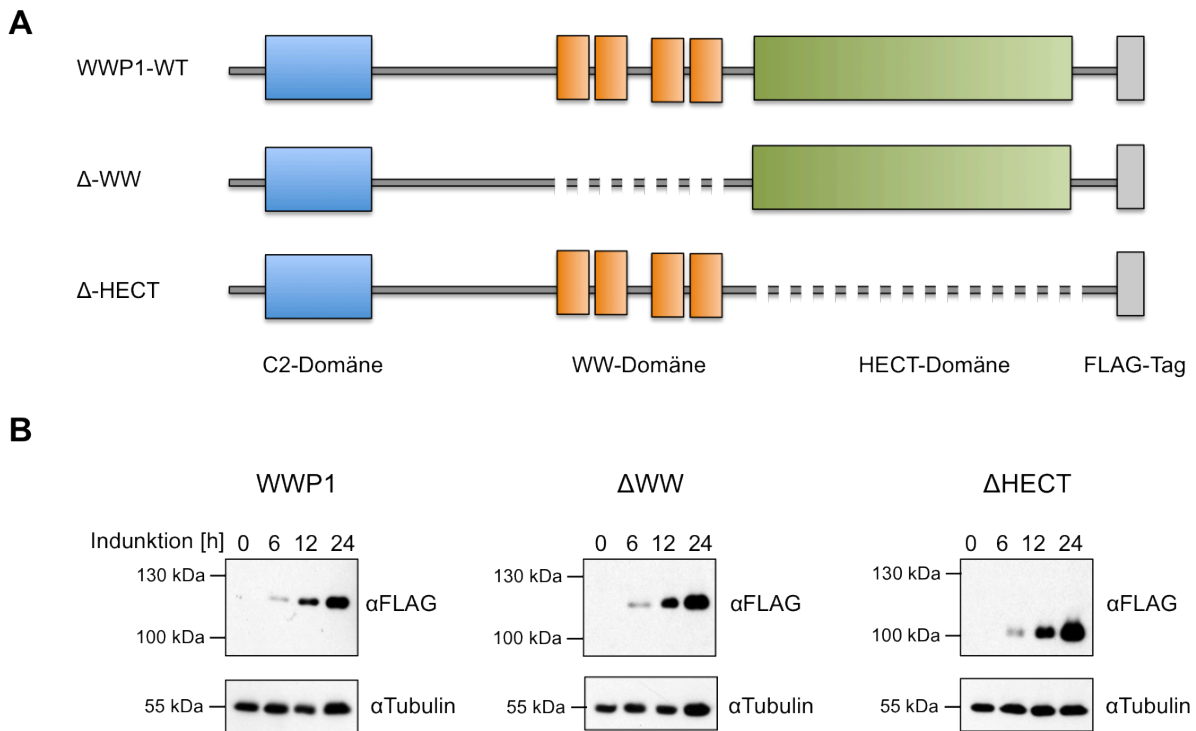 A
WWP1-WT
Δ-WW
Δ-HECT
C2-Domäne WW-Domäne HECT-Domäne FLAG-Tag
B
WWP1 ΔWW ΔHECT
Indunktion [h] 0 6 12 24 0 6 12 24 0 6 12 24
130 kDa 130 kDa 130 kDa
αFLAG αFLAG αFLAG
100 kDa 100 kDa 100 kDa
55 kDa αTubulin 55 kDa αTubulin 55 kDa αTubulin